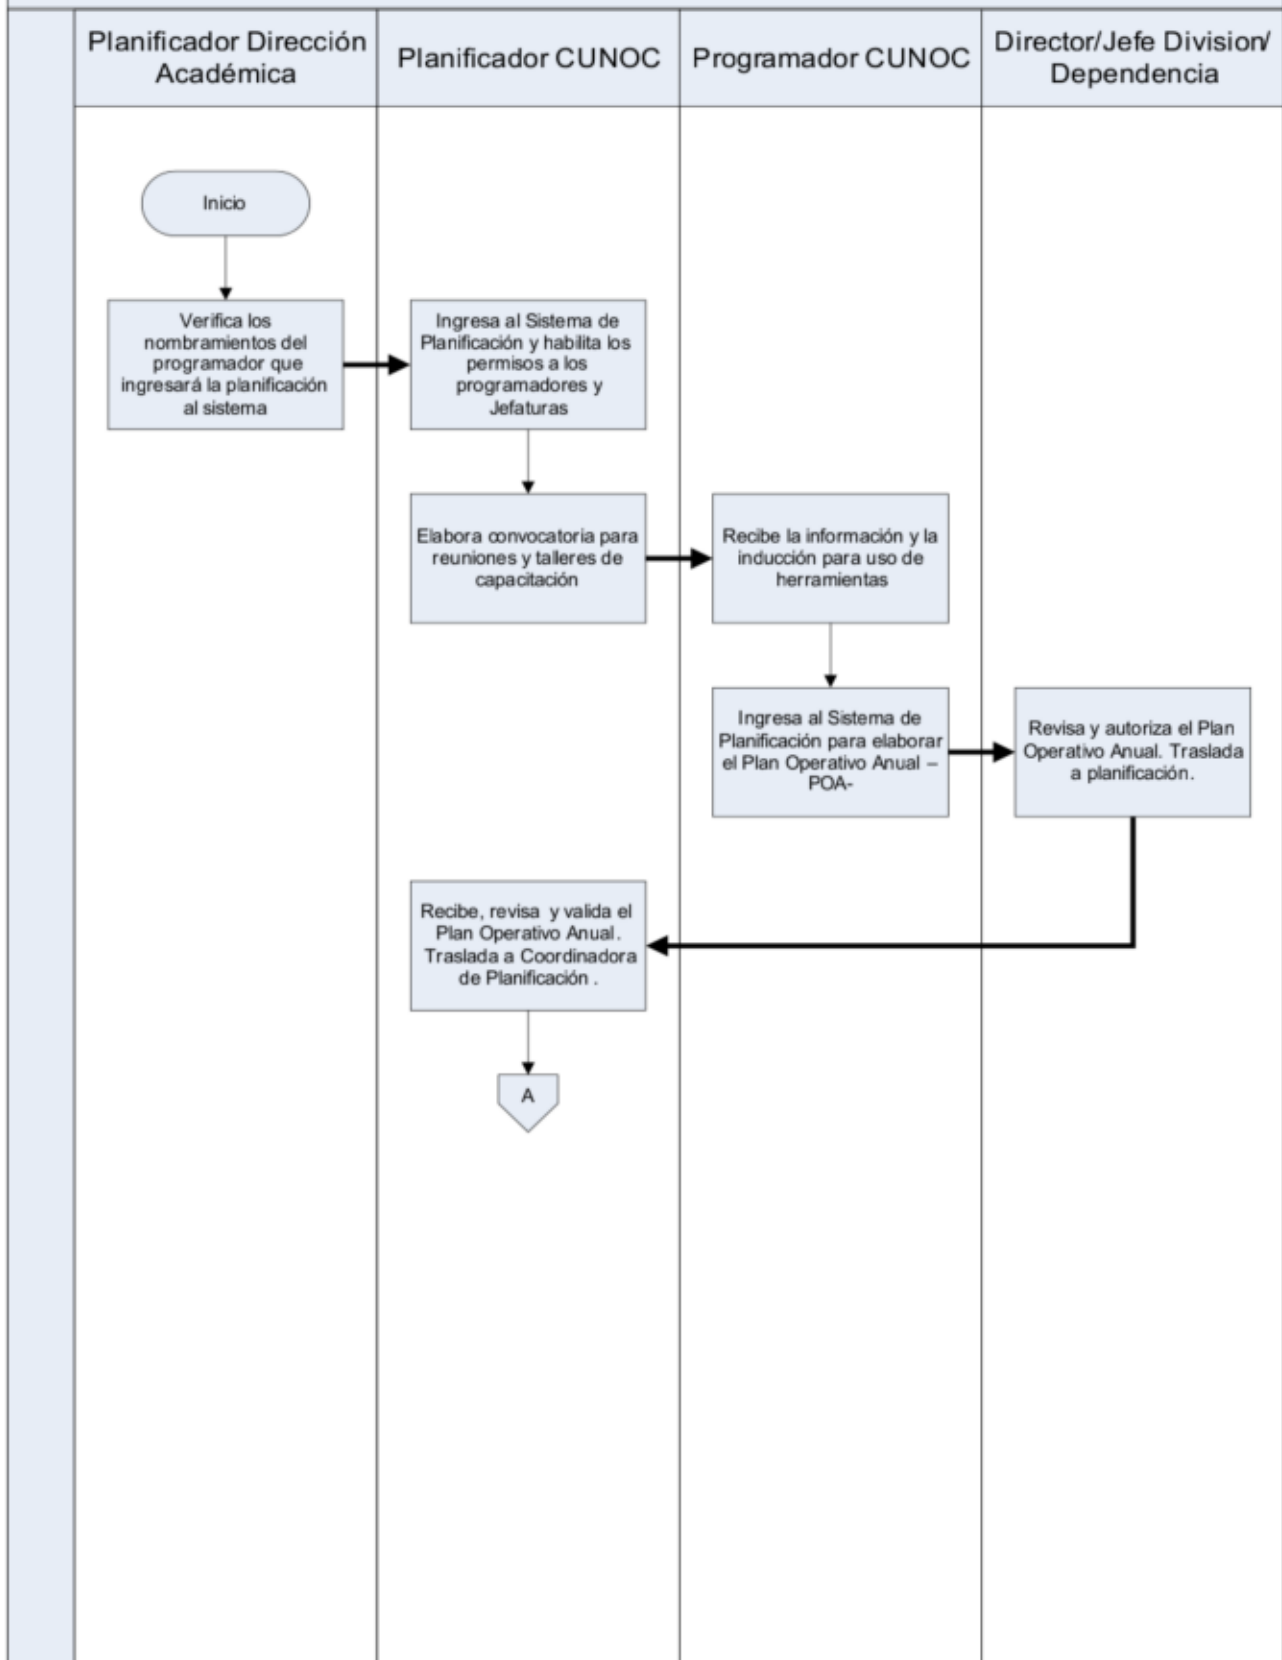 Planificador Dirección
Académica
Planificador CUNOC
Programador CUNOC
Director/Jefe Division/
Dependencia
Inicio
Verifica los
nombramientos del
programador que
ingresará la planificación
al sistema
Ingresa al Sistema de
Planificación y habilita los
permisos a los
programadores y
Jefaturas
Elabora convocatoria para
reuniones y talleres de
capacitación
Recibe la información y la
inducción para uso de
herramientas
Ingresa al Sistema de
Planificación para elaborar
el Plan Operativo Anual –
POA-
Revisa y autoriza el Plan
Operativo Anual. Traslada
a planificación.
Recibe, revisa  y valida el
Plan Operativo Anual.
Traslada a Coordinadora
de Planificación .
A